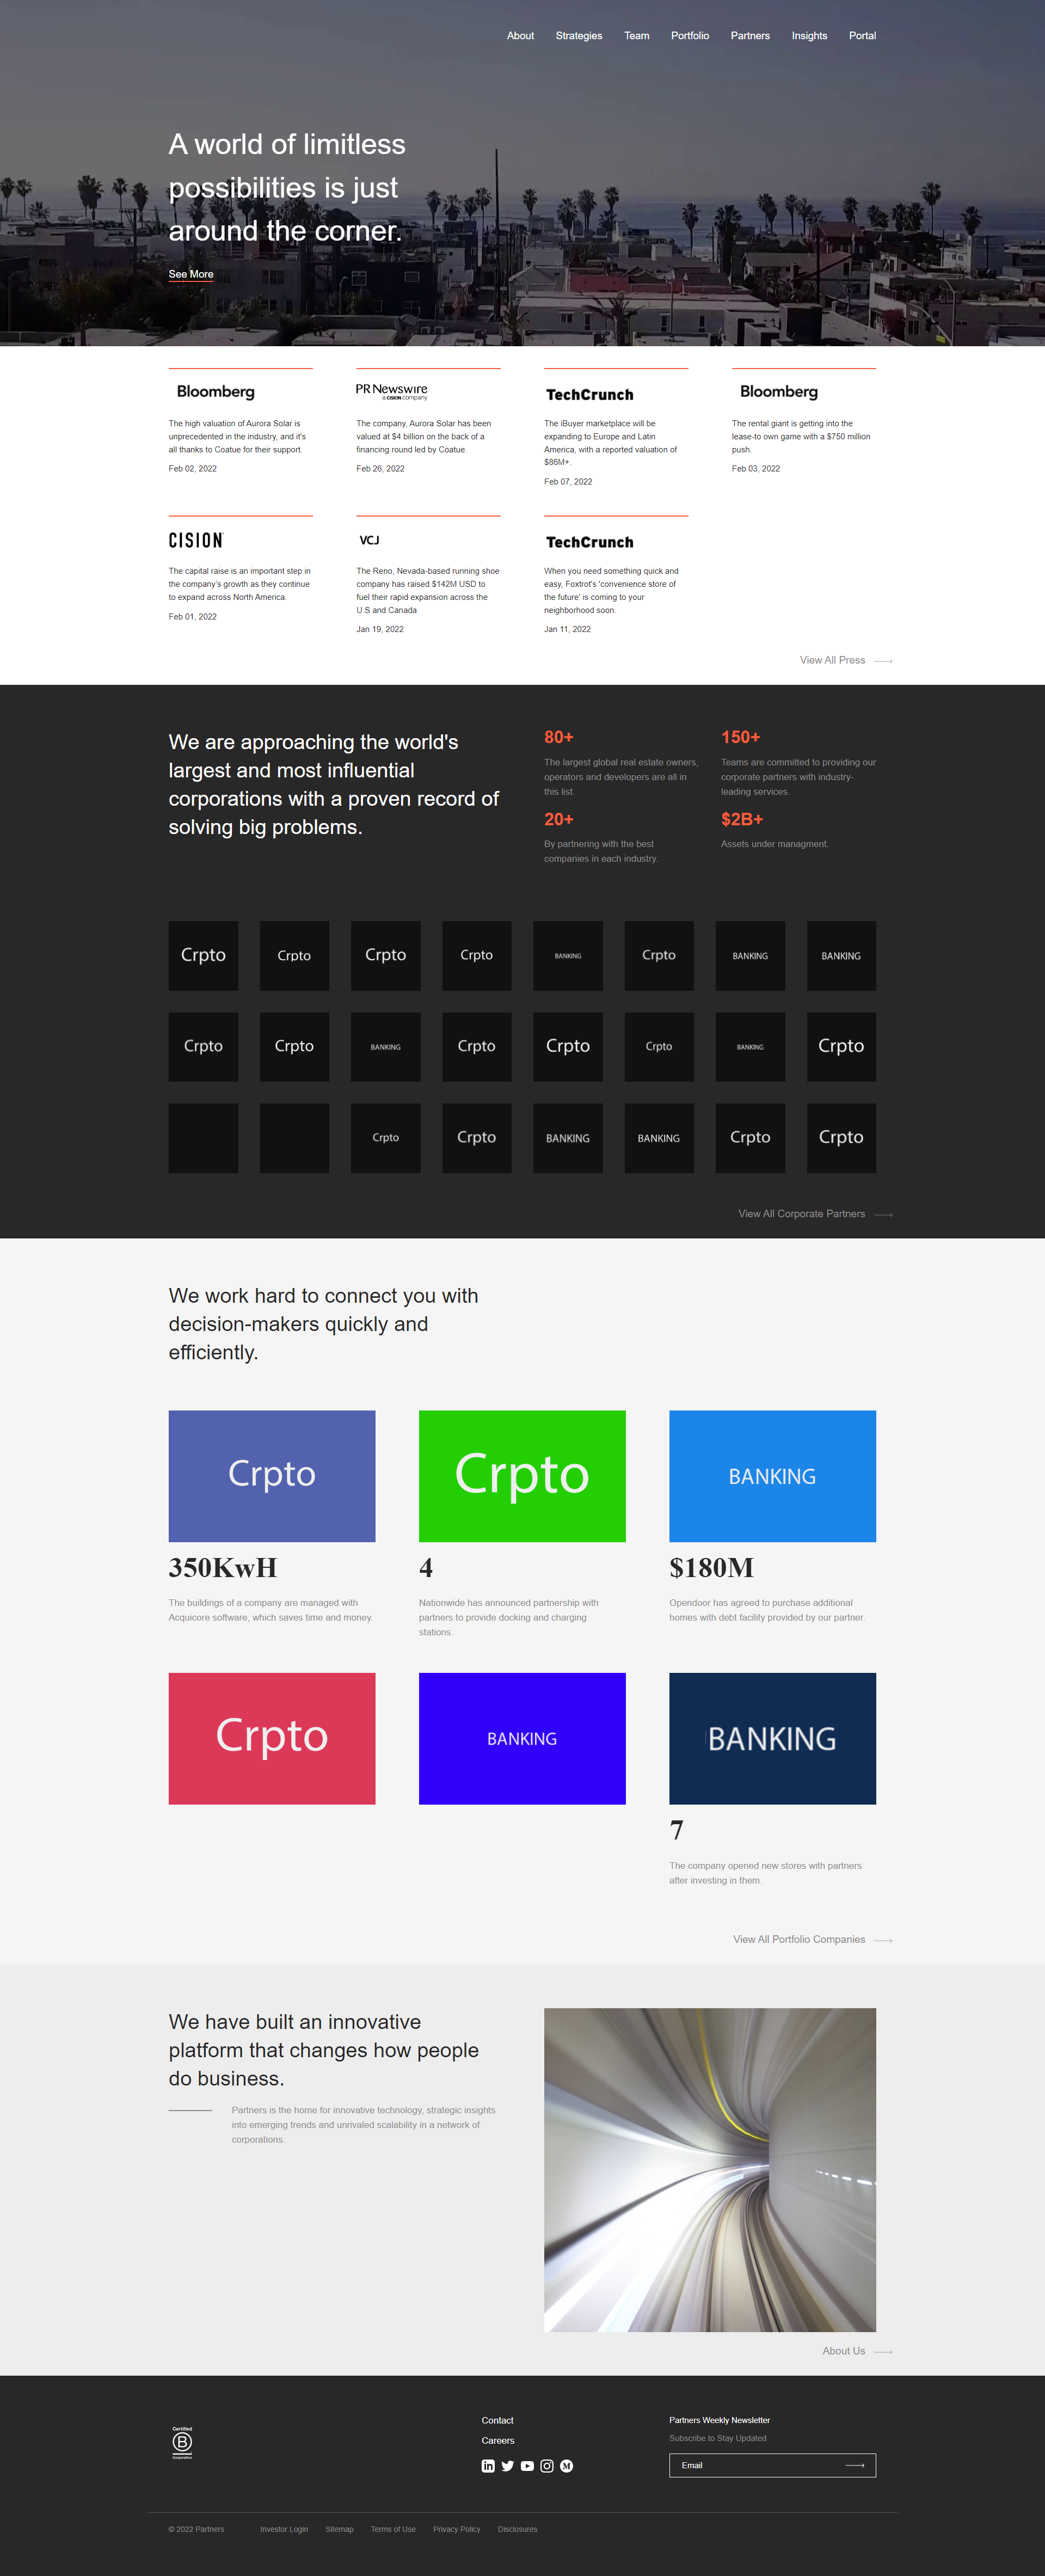 About Strategies Team Portfolio Partners Insights Portal
A world of limitless
possibilities is just
around the corner.
See More
Bloomberg
The high valuation of Aurora Solar is
unprecedented in the industry, and it's
all thanks to Coatue for their support.
Feb 02, 2022
PR Newswire
a CISION company
The company, Aurora Solar has been
valued at $4 billion on the back of a
financing round led by Coatue.
Feb 26, 2022
TechCrunch
The iBuyer marketplace will be
expanding to Europe and Latin
America, with a reported valuation of
$86M+.
Feb 07, 2022
Bloomberg
The rental giant is getting into the
lease-to own game with a $750 million
push.
Feb 03, 2022
CISION
The capital raise is an important step in
the company's growth as they continue
to expand across North America.
Feb 01, 2022
VCJ
The Reno, Nevada-based running shoe
company has raised $142M USD to
fuel their rapid expansion across the
U.S and Canada
Jan 19, 2022
TechCrunch
When you need something quick and
easy, Foxtrot's 'convenience store of
the future' is coming to your
neighborhood soon.
Jan 11, 2022
View All Press
We are approaching the world's
largest and most influential
corporations with a proven record of
solving big problems.
80+
The largest global real estate owners,
operators and developers are all in
this list.
150+
Teams are committed to providing our
corporate partners with industry-
leading services.
20+
By partnering with the best
companies in each industry.
$2B+
Assets under managment.
Crpto Crpto Crpto Crpto BANKING Crpto BANKING BANKING
Crpto Crpto BANKING Crpto Crpto Crpto BANKING Crpto
Crpto Crpto BANKING BANKING Crpto Crpto
View All Corporate Partners
We work hard to connect you with
decision-makers quickly and
efficiently.
Crpto
350KwH
The buildings of a company are managed with
Acquicore software, which saves time and money.
Crpto
4
Nationwide has announced partnership with
partners to provide docking and charging
stations.
BANKING
$180M
Opendoor has agreed to purchase additional
homes with debt facility provided by our partner.
Crpto
BANKING
BANKING
7
The company opened new stores with partners
after investing in them.
View All Portfolio Companies
We have built an innovative
platform that changes how people
do business.
Partners is the home for innovative technology, strategic insights
into emerging trends and unrivaled scalability in a network of
corporations.
About Us
Certified
B
Corporation
Contact
Careers
Partners Weekly Newsletter
Subscribe to Stay Updated
Email
© 2022 Partners Investor Login Sitemap Terms of Use Privacy Policy Disclosures